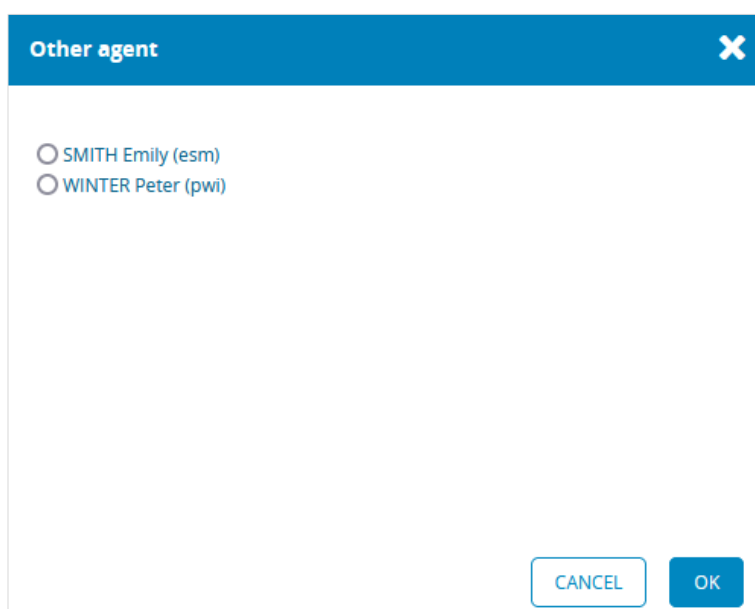 Other agent
SMITH Emily (esm)
WINTER Peter (pwi)
CANCEL OK